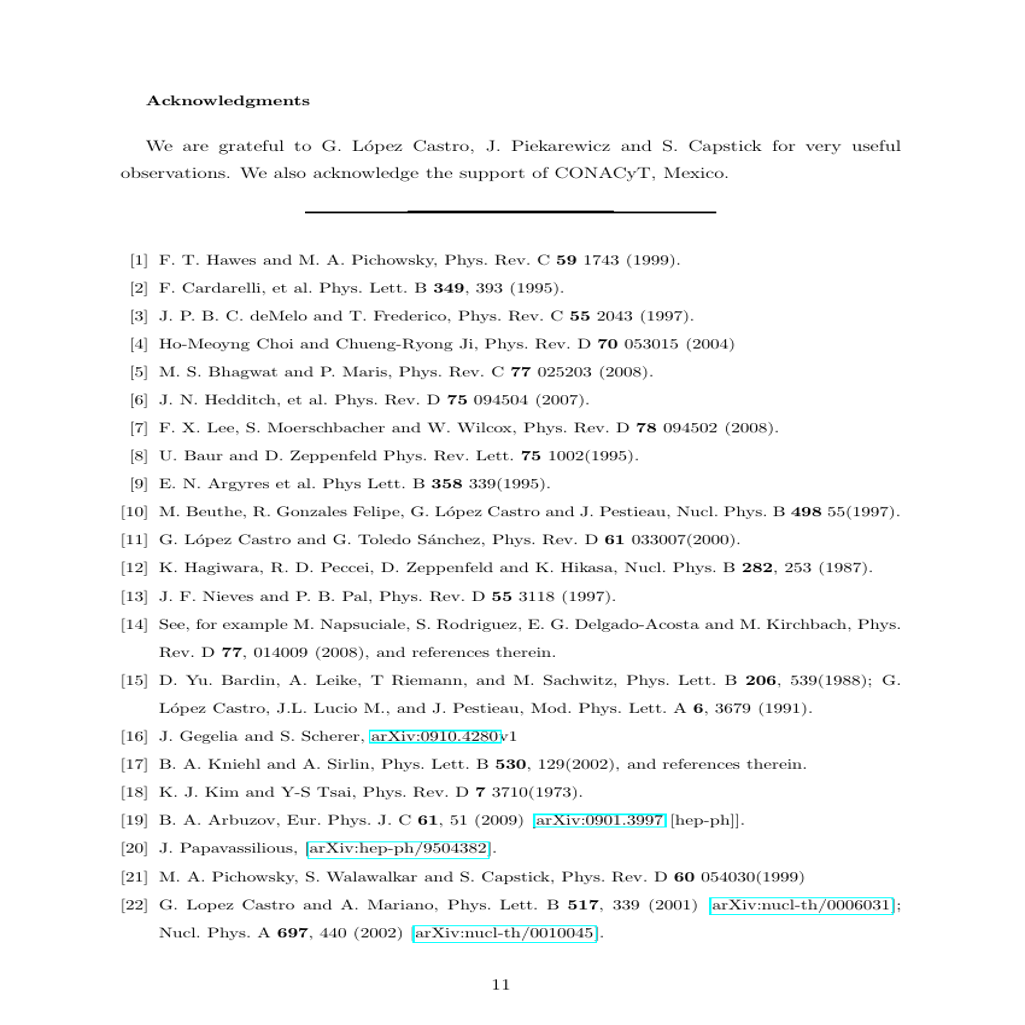 Acknowledgments
We are grateful to G. López Castro, J. Piekarewicz and S. Capstick for very useful
observations. We also acknowledge the support of CONACyT, Mexico.
[1] F. T. Hawes and M. A. Pichowsky, Phys. Rev. C 59 1743 (1999).
[2] F. Cardarelli, et al. Phys. Lett. B 349, 393 (1995).
[3] J. P. B. C. deMelo and T. Frederico, Phys. Rev. C 55 2043 (1997).
[4] Ho-Meoyng Choi and Chueng-Ryong Ji, Phys. Rev. D 70 053015 (2004)
[5] M. S. Bhagwat and P. Maris, Phys. Rev. C 77 025203 (2008).
[6] J. N. Hedditch, et al. Phys. Rev. D 75 094504 (2007).
[7] F. X. Lee, S. Moerschbacher and W. Wilcox, Phys. Rev. D 78 094502 (2008).
[8] U. Baur and D. Zeppenfeld Phys. Rev. Lett. 75 1002(1995).
[9] E. N. Argyres et al. Phys Lett. B 358 339(1995).
[10] M. Beuthe, R. Gonzales Felipe, G. López Castro and J. Pestieau, Nucl. Phys. B 498 55(1997).
[11] G. López Castro and G. Toledo Sánchez, Phys. Rev. D 61 033007(2000).
[12] K. Hagiwara, R. D. Peccei, D. Zeppenfeld and K. Hikasa, Nucl. Phys. B 282, 253 (1987).
[13] J. F. Nieves and P. B. Pal, Phys. Rev. D 55 3118 (1997).
[14] See, for example M. Napsuciale, S. Rodriguez, E. G. Delgado-Acosta and M. Kirchbach, Phys.
Rev. D 77, 014009 (2008), and references therein.
[15] D. Yu. Bardin, A. Leike, T Riemann, and M. Sachwitz, Phys. Lett. B 206, 539(1988); G.
López Castro, J.L. Lucio M., and J. Pestieau, Mod. Phys. Lett. A 6, 3679 (1991).
[16] J. Gegelia and S. Scherer, arXiv:0910.4280v1
[17] B. A. Kniehl and A. Sirlin, Phys. Lett. B 530, 129(2002), and references therein.
[18] K. J. Kim and Y-S Tsai, Phys. Rev. D 7 3710(1973).
[19] B. A. Arbuzov, Eur. Phys. J. C 61, 51 (2009) [arXiv:0901.3997 [hep-ph]].
[20] J. Papavassilious, [arXiv:hep-ph/9504382].
[21] M. A. Pichowsky, S. Walawalkar and S. Capstick, Phys. Rev. D 60 054030(1999)
[22] G. Lopez Castro and A. Mariano, Phys. Lett. B 517, 339 (2001) [arXiv:nucl-th/0006031];
Nucl. Phys. A 697, 440 (2002) [arXiv:nucl-th/0010045].
11